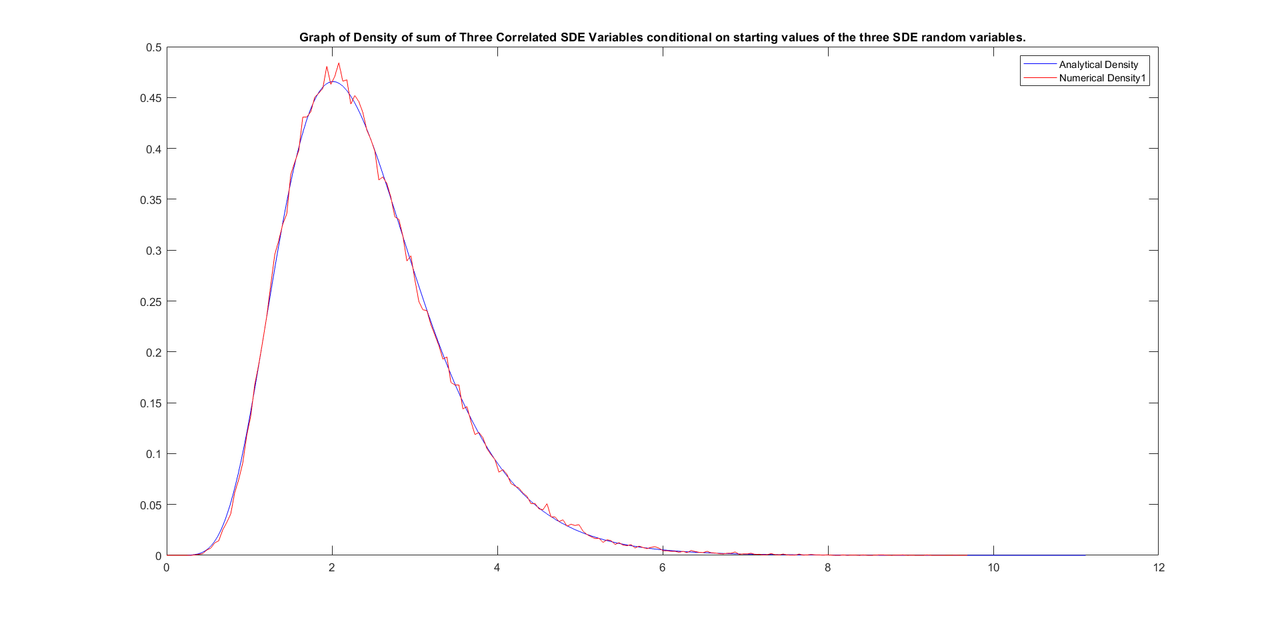 Graph of Density of sum of Three Correlated SDE Variables conditional on starting values of the three SDE random variables.
Analytical Density
Numerical Density1
0.5
0.45
0.4
0.35
0.3
0.25
0.2
0.15
0.1
0.05
0
0 2 4 6 8 10 12